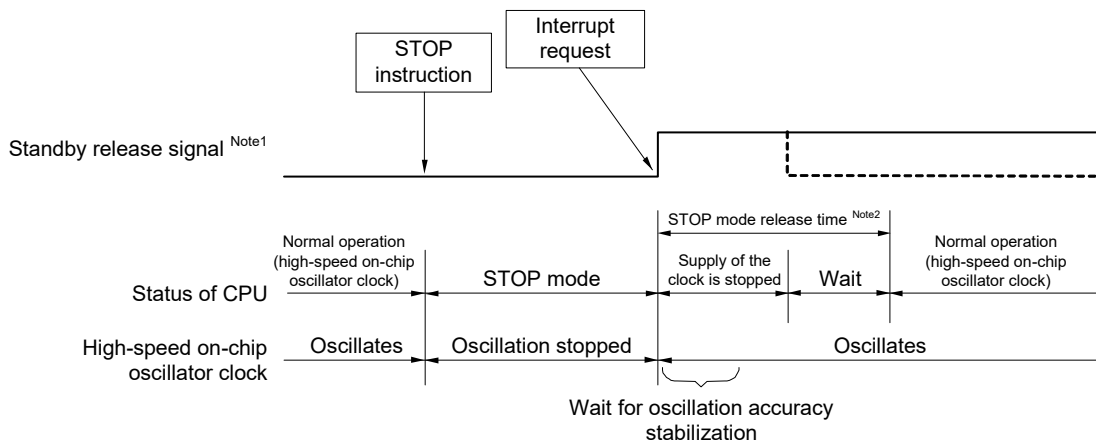 Interrupt
request
STOP
instruction
Standby release signal Note1
STOP mode release time Note2
Normal operation
(high-speed on-chip
oscillator clock)
Supply of the
clock is stopped
Normal operation
(high-speed on-chip
oscillator clock)
Status of CPU
STOP mode
Wait
High-speed on-chip
oscillator clock
Oscillates
Oscillation stopped
Oscillates
Wait for oscillation accuracy
stabilization